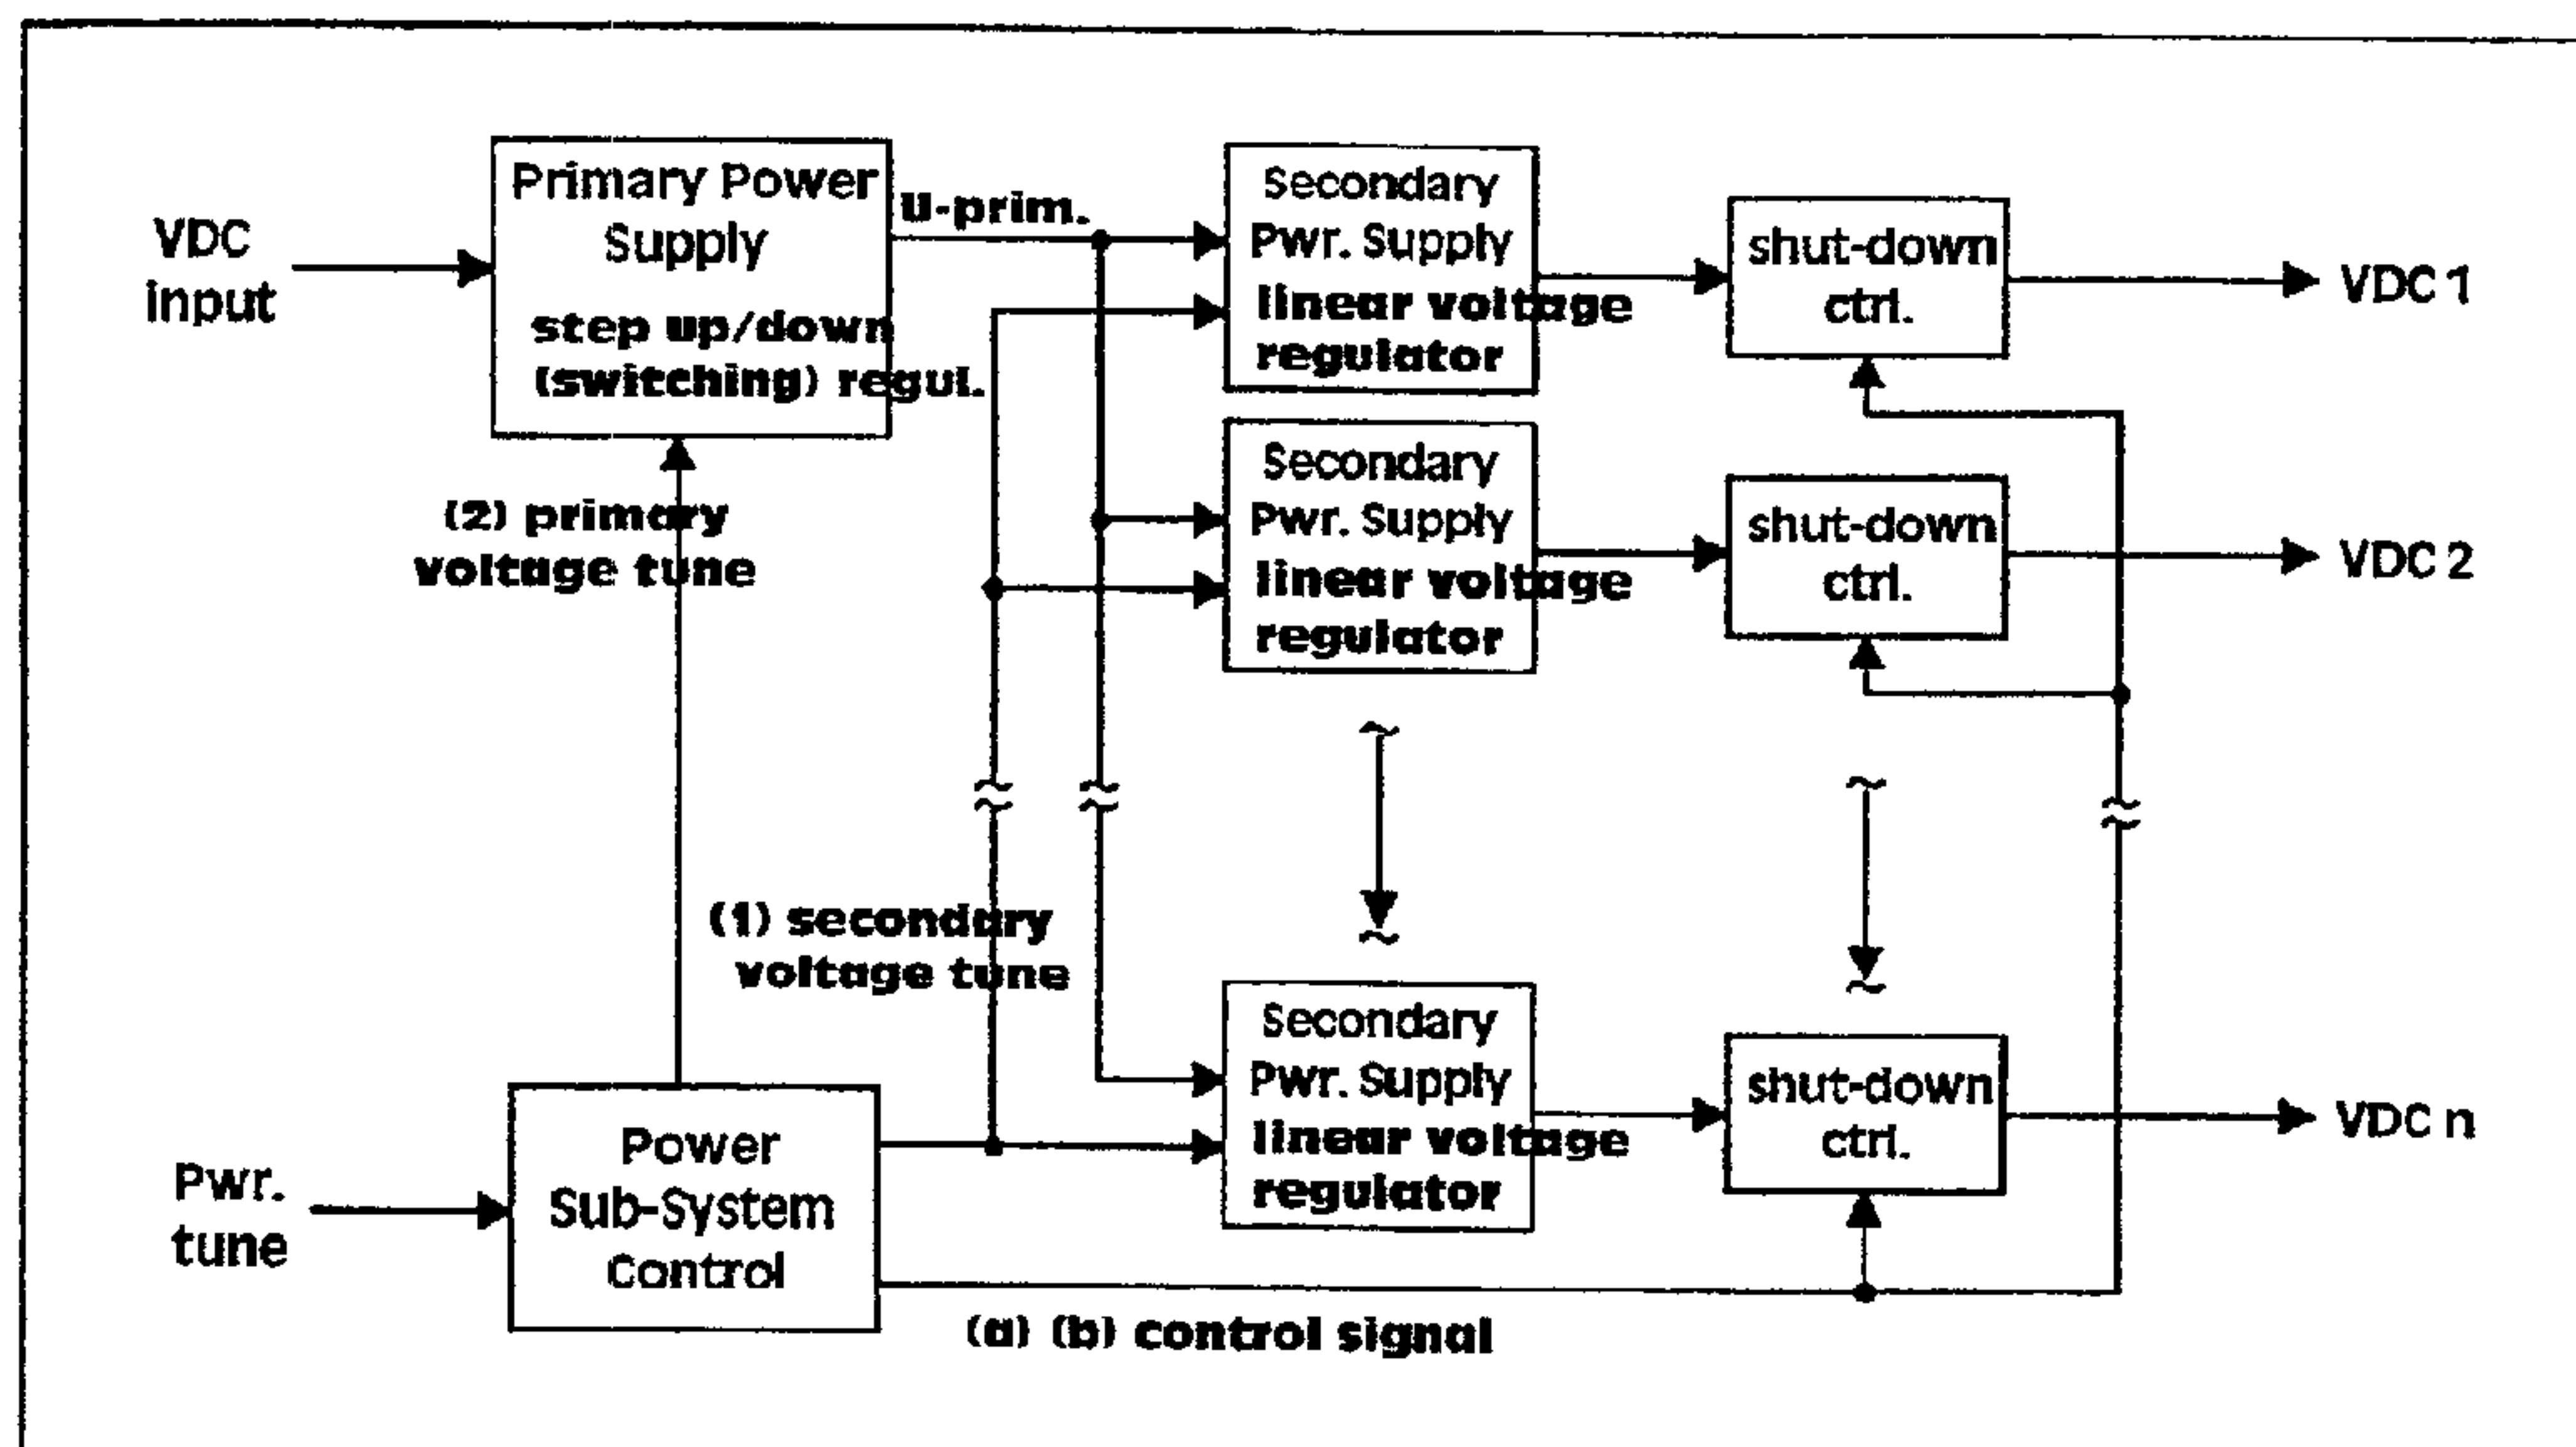 VDC
input
Primary Power
Supply
step up/down
(switching) regul.
U-prim.
Secondary
Pwr. Supply
linear voltage
regulator
shut-down
ctrl.
VDC 1
(2) primary
voltage tune
Secondary
Pwr. Supply
linear voltage
regulator
shut-down
ctrl.
VDC 2
(1) secondary
voltage tune
Secondary
Pwr. Supply
linear voltage
regulator
shut-down
ctrl.
VDC n
Pwr.
tune
Power
Sub-System
Control
(a) (b) control signal